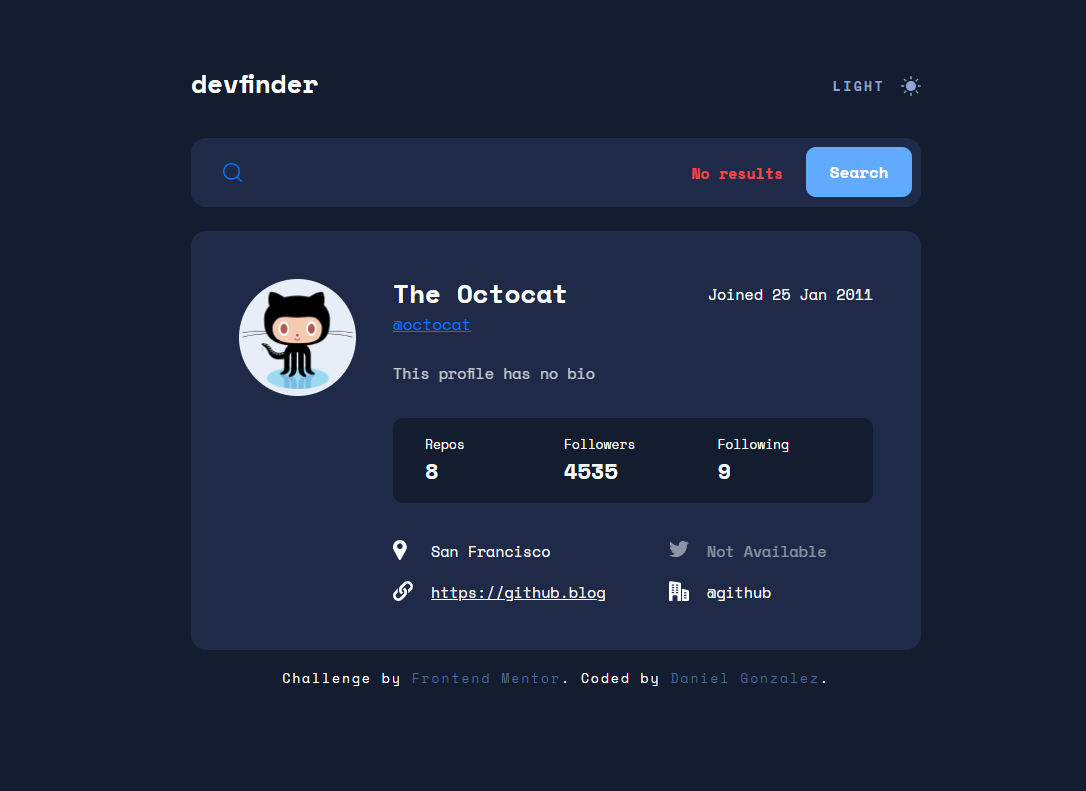 devfinder
LIGHT
No results
Search
The Octocat
Joined 25 Jan 2011
@octocat
This profile has no bio
Repos
Followers
Following
8
4535
9
San Francisco
Not Available
https://github.blog
@github
Challenge by Frontend Mentor. Coded by Daniel Gonzalez.